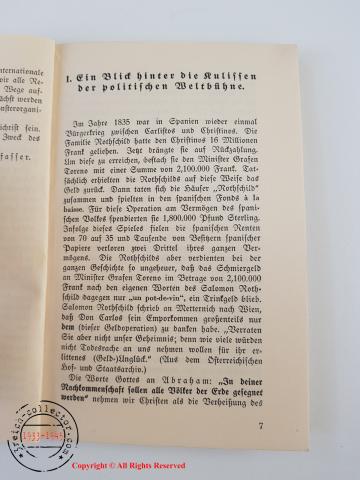 nternationale
vir alle Re-
Wege auf-
ächst werden
nsterorgani-
chrift sein.
Zweck des
fasser.
1. Ein Blick hinter die Kulissen
der politischen Weltbühne.
Im Jahre 1835 war in Spanien wieder einmal
Bürgerkrieg zwischen Carlistos und Christinos. Die
Familie Rothschild hatte den Christinos 16 Millionen
Frank geliehen. Jetzt drängte sie auf Rückzahlung.
Um diese zu erreichen, bestach sie den Minister Grafen
Toreno mit einer Summe von 2,100.000 Frank. Tat-
sächlich erhielten die Rothschilds auf diese Weise das
Geld zurück. Dann taten sich die Häuser „Rothschild"
zusammen und spielten in den spanischen Fonds à la
baisse. Für diese Operation am Vermögen des spani-
schen Volkes spendierten sie 1,800.000 Pfund Sterling.
Infolge dieses Spieles fielen die spanischen Renten
von 70 auf 35 und Tausende von Besitzern spanischer
Papiere verloren zwei Drittel ihres ganzen Ver-
mögens. Die Rothschilds aber verdienten bei der
ganzen Geschichte so ungeheuer, daß das Schmiergeld
an Minister Grafen Toreno im Betrage von 2,100.000
Frank nach den eigenen Worten des Salomon Roth-
schild dagegen nur „un pot-de-vin", ein Trinkgeld blieb.
Salomon Rothschild schrieb an Metternich nach Wien,
daß Don Carlos sein Emporkommen großenteils nur
dem (dieser Geldoperation) zu danken habe. „Verraten
Sie aber nicht unser Geheimnis; denn wie viele würden
nicht Todesrache an uns nehmen wollen für ihr er-
littenes (Geld-)Unglück." (Aus dem Österreichischen
Hof- und Staatsarchiv.)
Die Worte Gottes an Abraham: „In deiner
Nachkommenschaft sollen alle Völker der Erde gesegnet
werden" nehmen wir Christen als die Verheißung des
7
3reich-collector.com
1933-1945
Copyright © All Rights Reserved